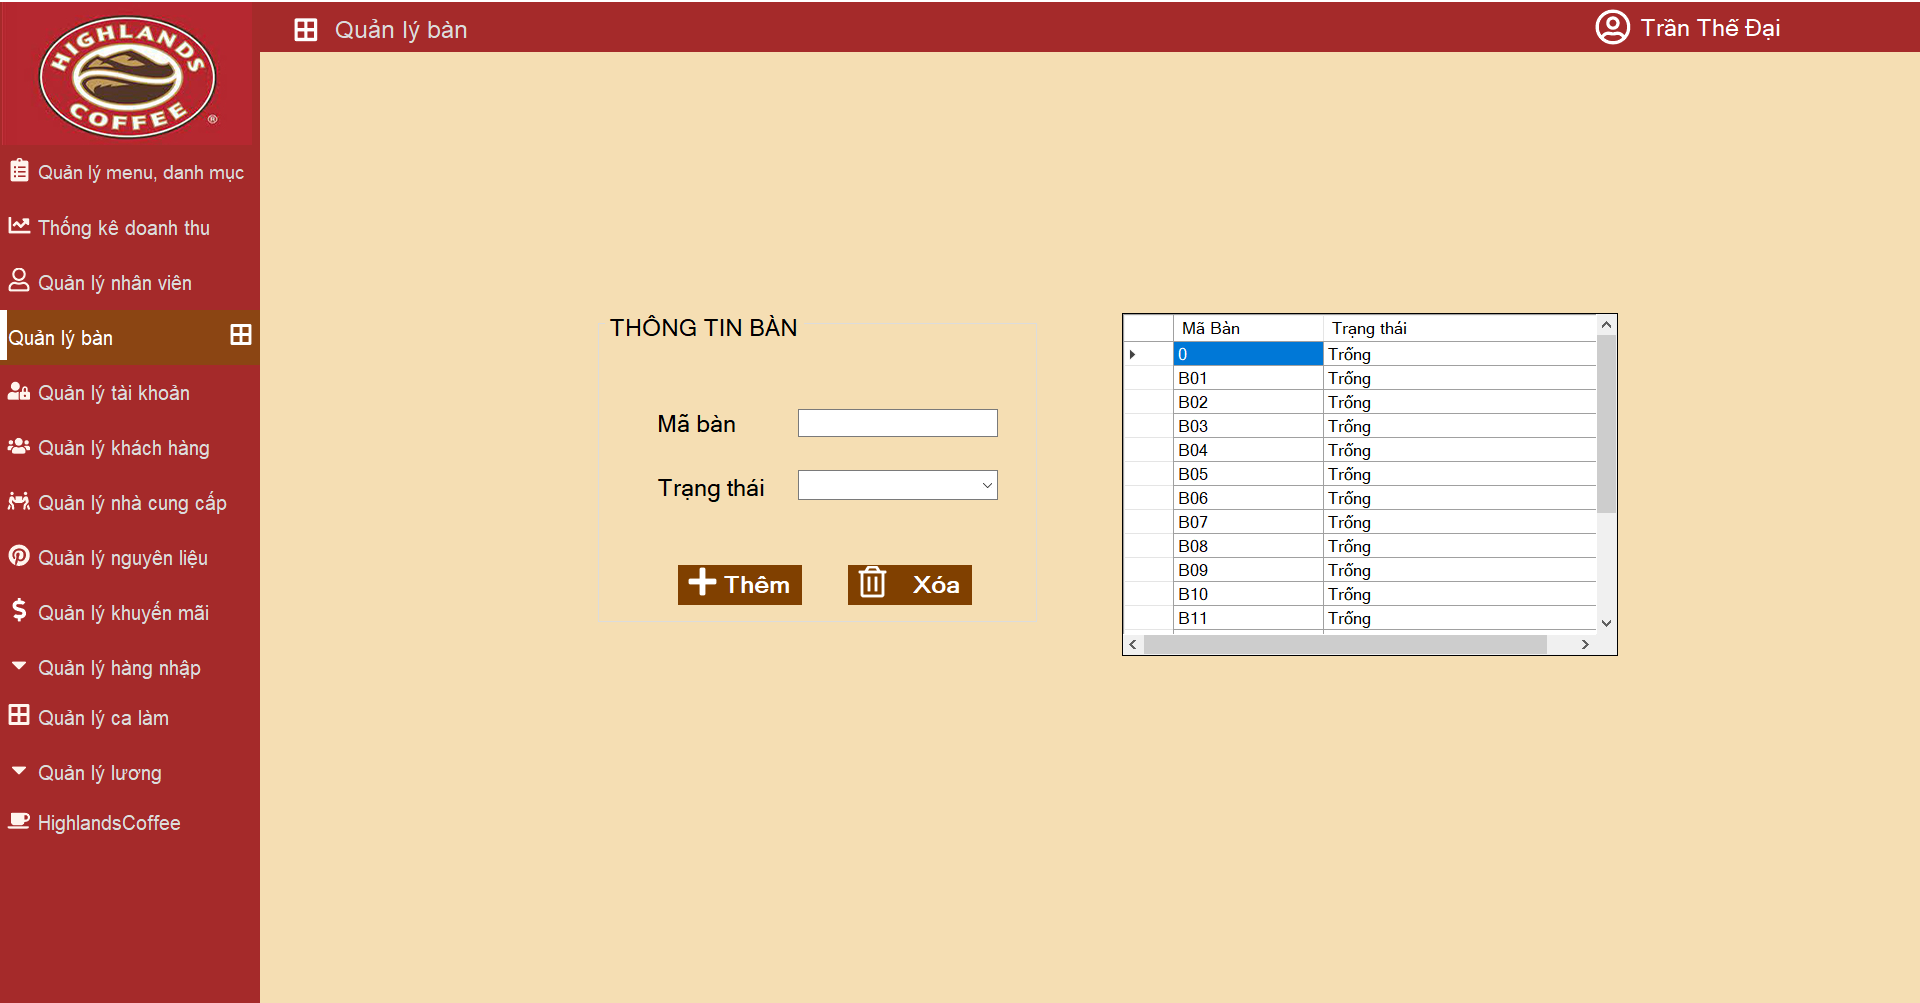 HIGHLANDS
COFFEE
®
Quản lý menu, danh mục
Thống kê doanh thu
Quản lý nhân viên
Quản lý bàn
Quản lý tài khoản
Quản lý khách hàng
Quản lý nhà cung cấp
Quản lý nguyên liệu
Quản lý khuyến mãi
Quản lý hàng nhập
Quản lý ca làm
Quản lý lương
HighlandsCoffee
Quản lý bàn
Trần Thế Đại
THÔNG TIN BÀN
Mã bàn
Trạng thái
Thêm
Xóa
Mã Bàn Trạng thái
0 Trống
B01 Trống
B02 Trống
B03 Trống
B04 Trống
B05 Trống
B06 Trống
B07 Trống
B08 Trống
B09 Trống
B10 Trống
B11 Trống